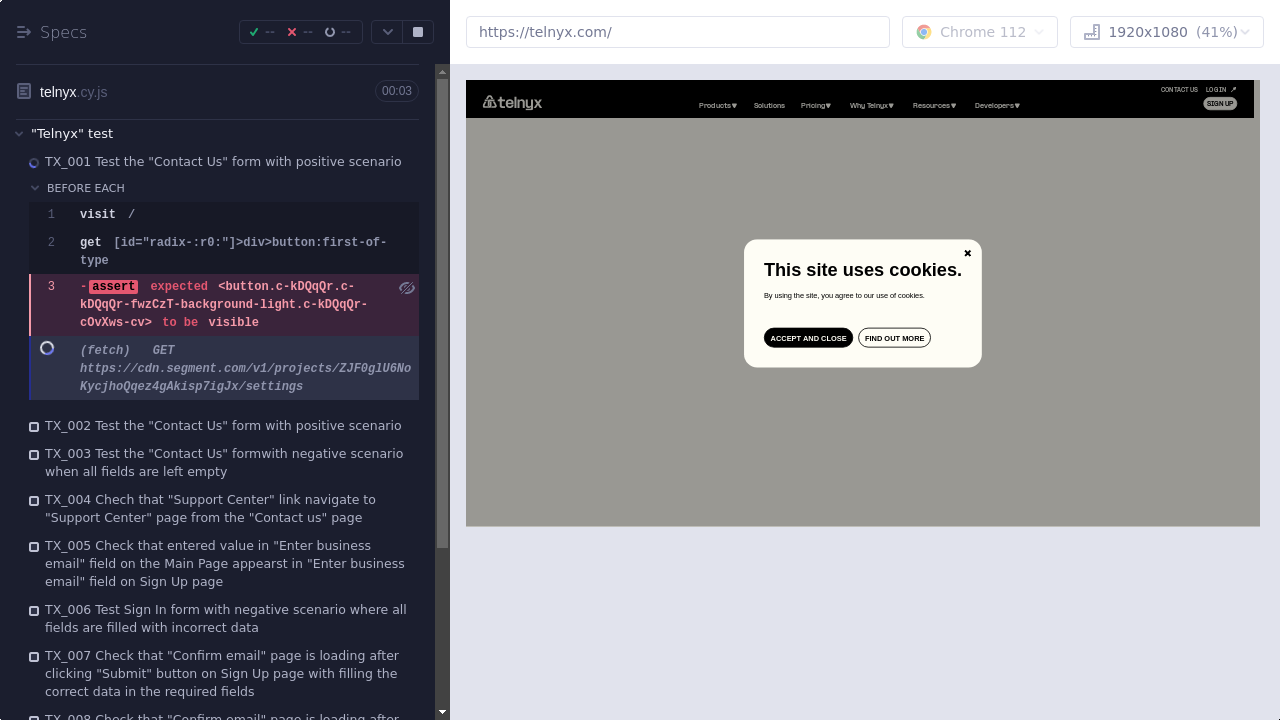 Specs
--
--
--
telnyx.cy.js
00:03
"Telnyx" test
TX_001 Test the "Contact Us" form with positive scenario
BEFORE EACH
1 visit /
2 get [id="radix-:r0:"]>div>button:first-of-
type
3 -assert expected <button.c-kDQqQr.c-
kDQqQr-fwzCzT-background-light.c-kDQqQr-
cOvXws-cv> to be visible
(fetch) GET
https://cdn.segment.com/v1/projects/ZJF0glU6No
KycjhoQqez4gAkisp7igJx/settings
TX_002 Test the "Contact Us" form with positive scenario
TX_003 Test the "Contact Us" formwith negative scenario
when all fields are left empty
TX_004 Chech that "Support Center" link navigate to
"Support Center" page from the "Contact us" page
TX_005 Check that entered value in "Enter business
email" field on the Main Page appearst in "Enter business
email" field on Sign Up page
TX_006 Test Sign In form with negative scenario where all
fields are filled with incorrect data
TX_007 Check that "Confirm email" page is loading after
clicking "Submit" button on Sign Up page with filling the
correct data in the required fields
TX_008 Check that "Confirm email" page is loading after
https://telnyx.com/
Chrome 112
1920x1080 (41%)
CONTACT US LOG IN
telnyx
Products Solutions Pricing Why Telnyx Resources Developers
SIGN UP
This site uses cookies.
By using the site, you agree to our use of cookies.
ACCEPT AND CLOSE FIND OUT MORE